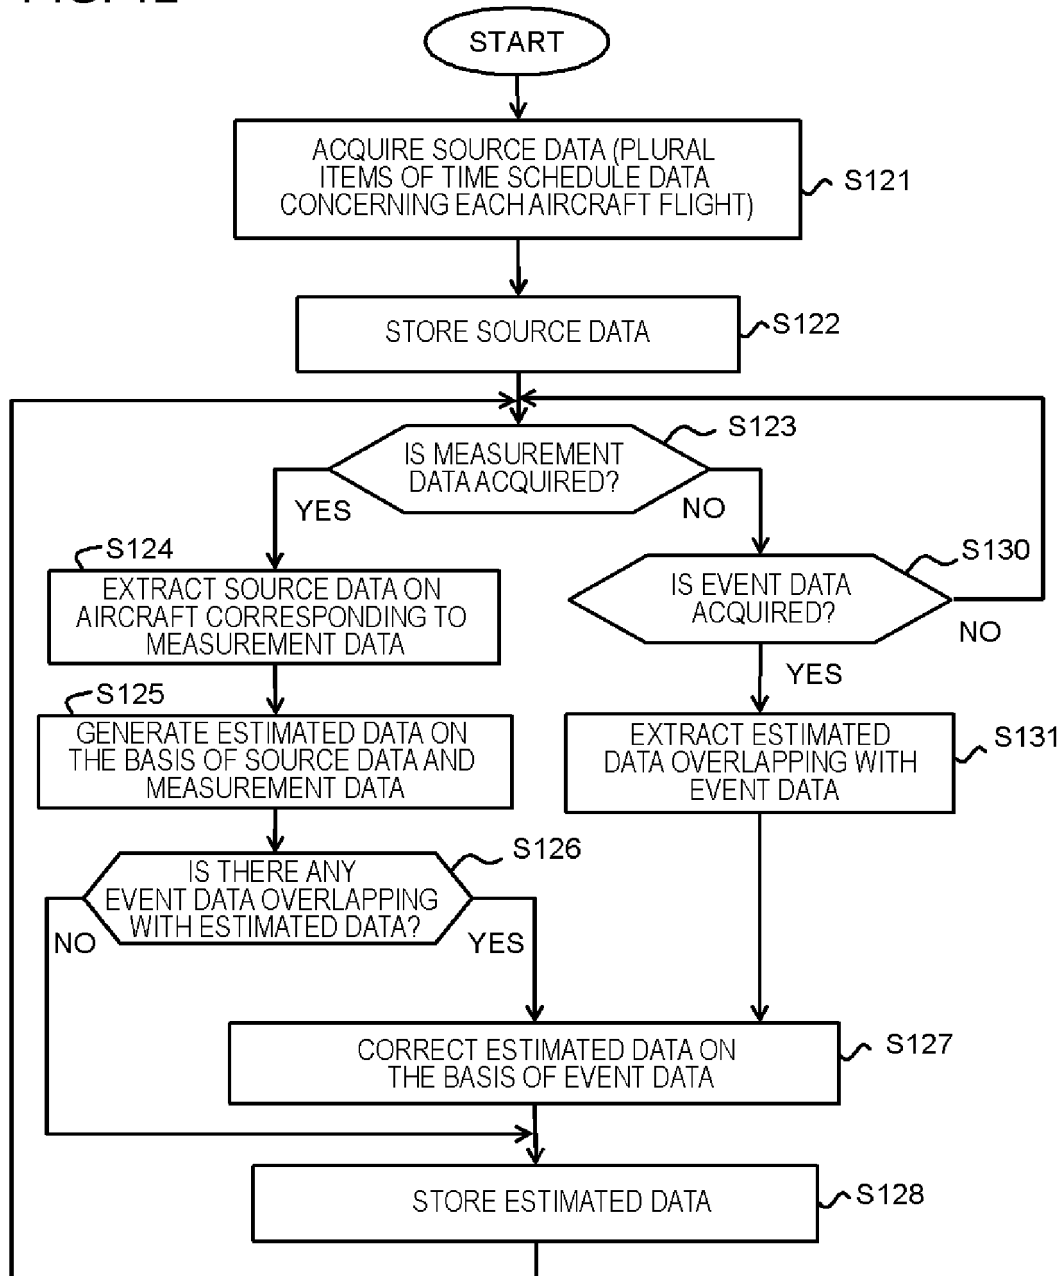 START
ACQUIRE SOURCE DATA (PLURAL
ITEMS OF TIME SCHEDULE DATA
CONCERNING EACH AIRCRAFT FLIGHT)
S121
STORE SOURCE DATA
S122
IS MEASUREMENT
DATA ACQUIRED?
S123
YES
NO
S124
EXTRACT SOURCE DATA ON
AIRCRAFT CORRESPONDING TO
MEASUREMENT DATA
S130
IS EVENT DATA
ACQUIRED?
NO
YES
S125
GENERATE ESTIMATED DATA ON
THE BASIS OF SOURCE DATA AND
MEASUREMENT DATA
S131
EXTRACT ESTIMATED
DATA OVERLAPPING WITH
EVENT DATA
S126
IS THERE ANY
EVENT DATA OVERLAPPING
WITH ESTIMATED DATA?
NO
YES
CORRECT ESTIMATED DATA ON
THE BASIS OF EVENT DATA
S127
STORE ESTIMATED DATA
S128